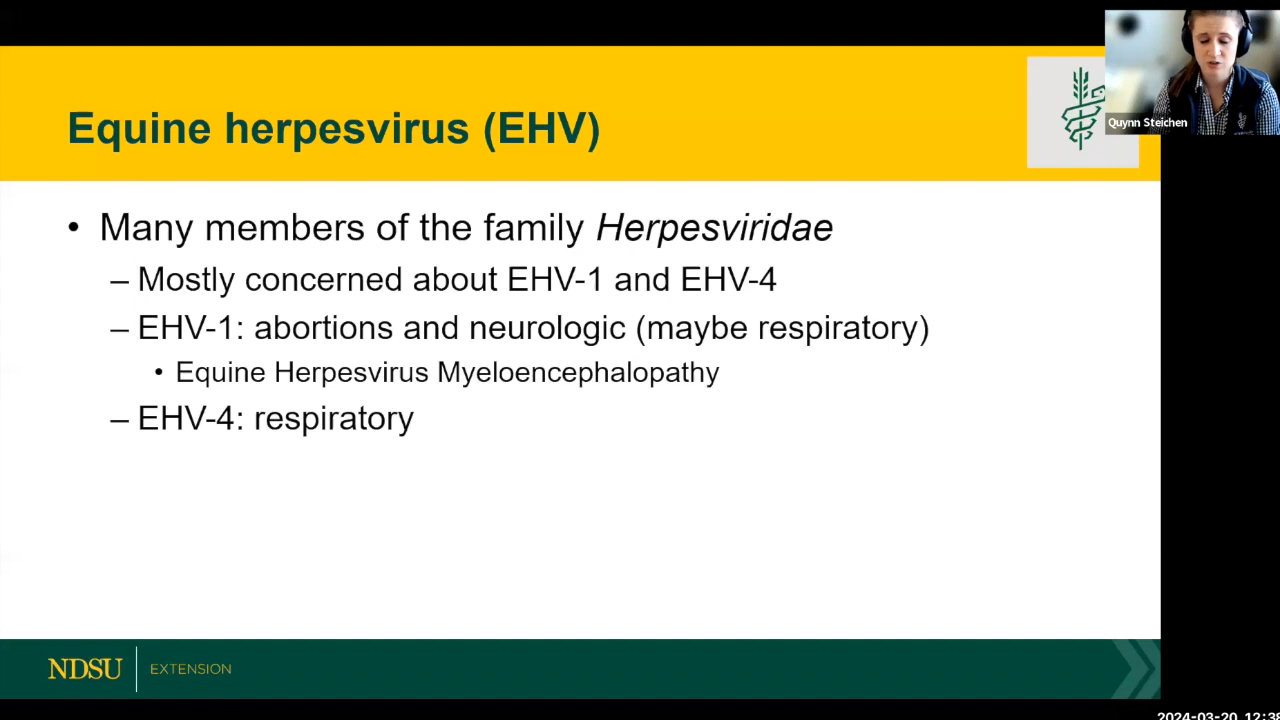 Equine herpesvirus (EHV)
Quynn Steichen
• Many members of the family Herpesviridae
– Mostly concerned about EHV-1 and EHV-4
– EHV-1: abortions and neurologic (maybe respiratory)
• Equine Herpesvirus Myeloencephalopathy
– EHV-4: respiratory
NDSU EXTENSION
2024-03-20 12:38